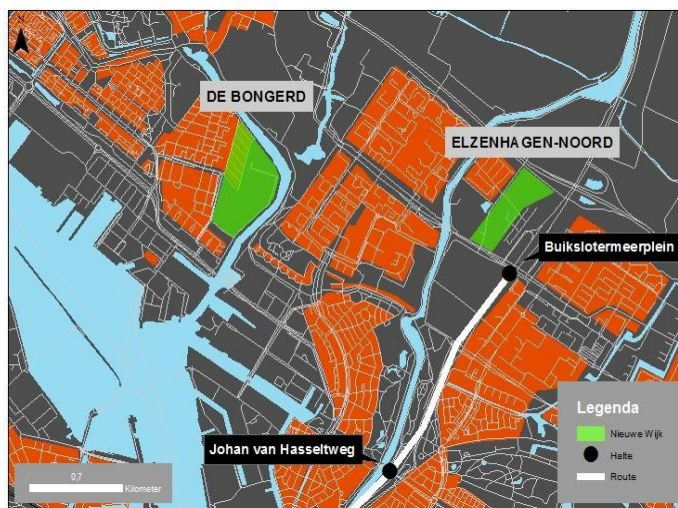 N
DE BONGERD
ELZENHAGEN-NOORD
Buikslotermeerplein
Johan van Hasseltweg
Legenda
Nieuwe Wijk
Halte
Route
0,7
Kilometer